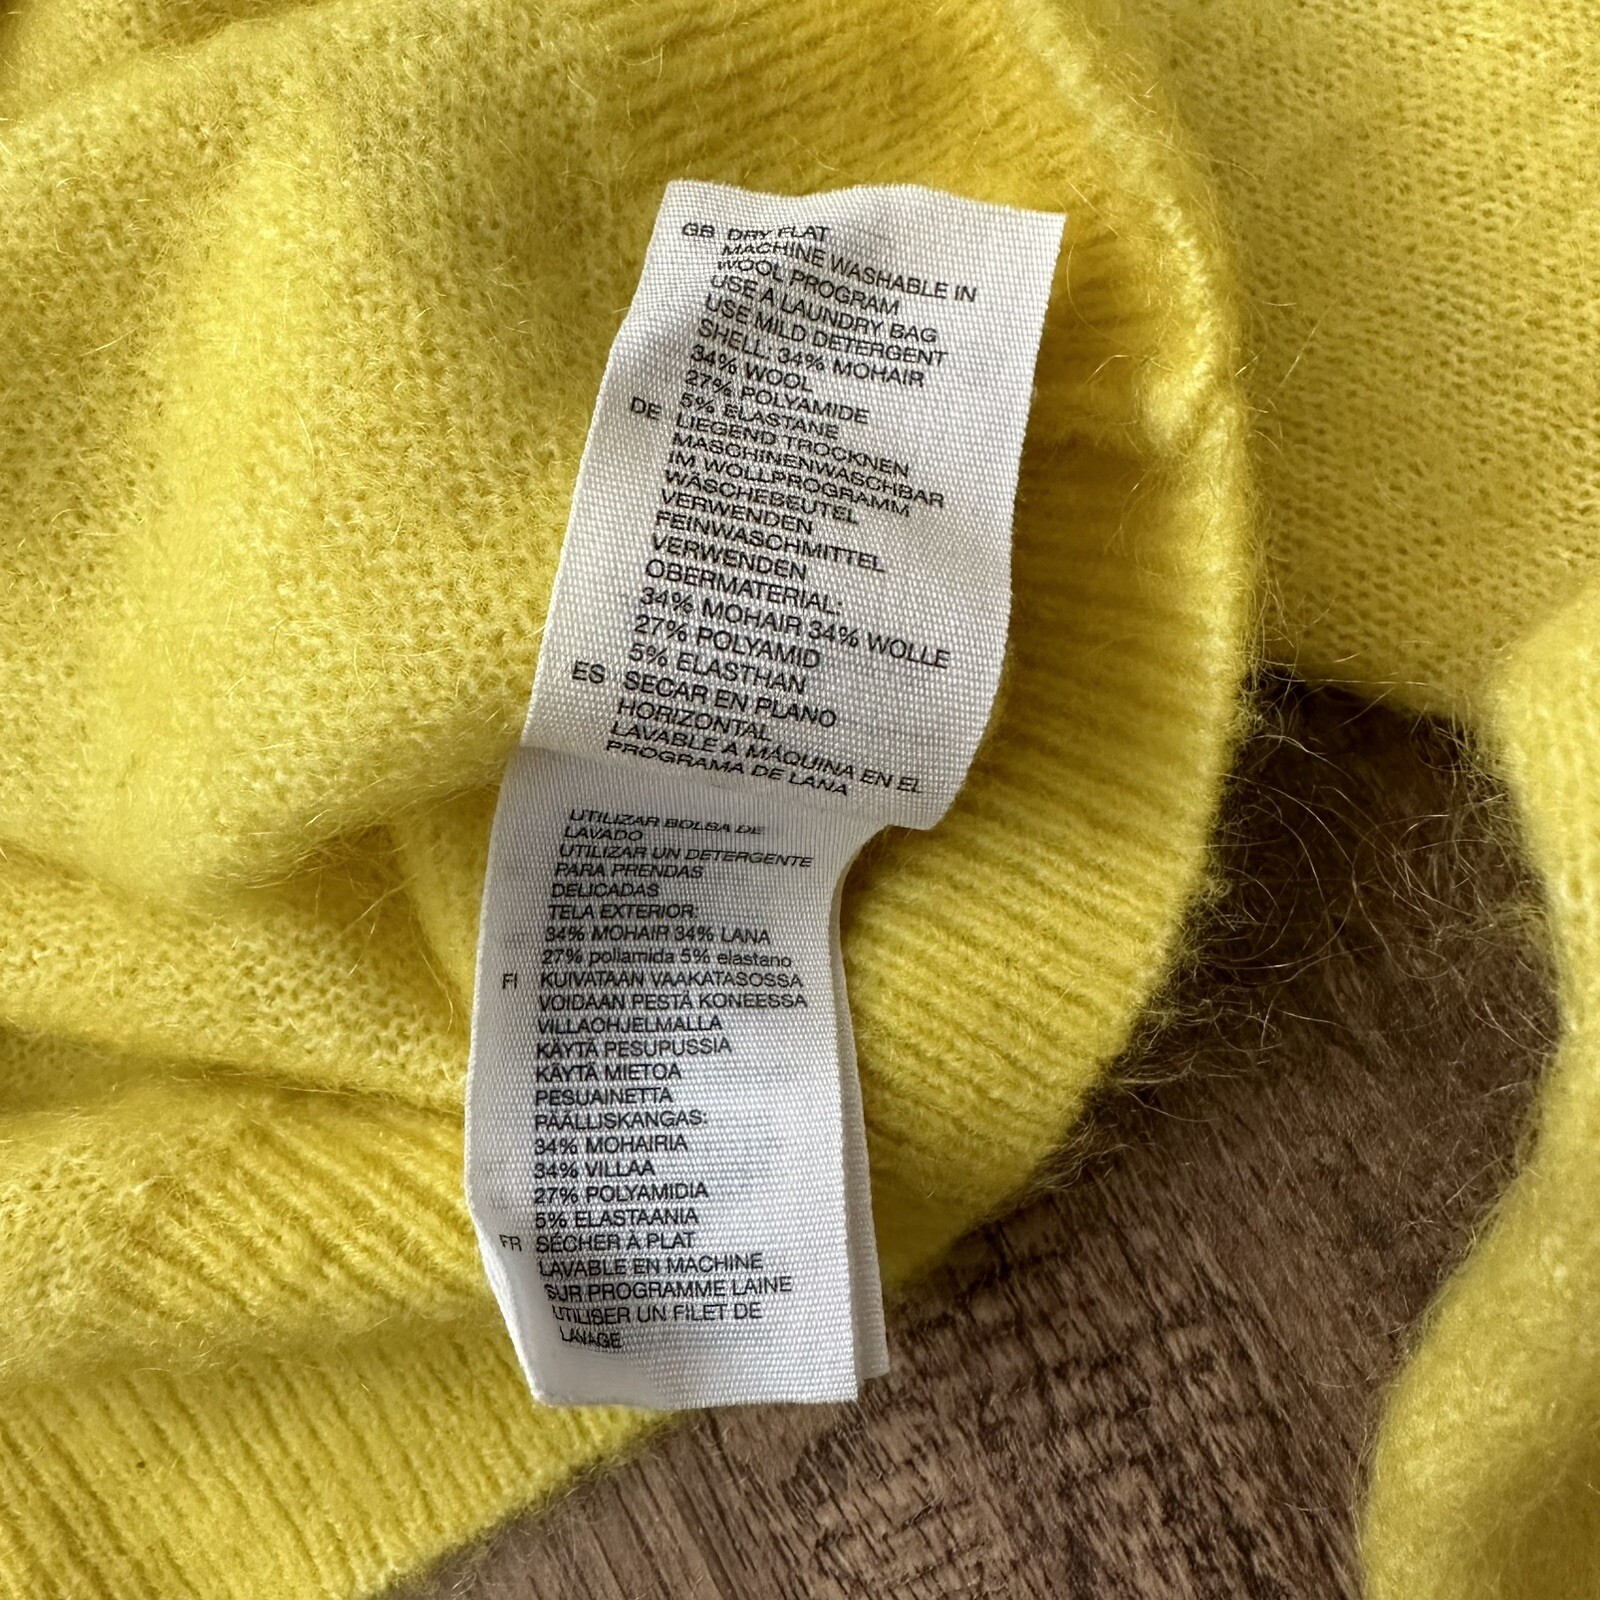 GB DRY FLAT
MACHINE WASHABLE IN
WOOL PROGRAM
USE A LAUNDRY BAG
USE MILD DETERGENT
SHELL: 34% MOHAIR
34% WOOL
27% POLYAMIDE
5% ELASTANE
DE LIEGEND TROCKNEN
MASCHINENWASCHBAR
IM WOLLPROGRAMM
WÄSCHEBEUTEL
VERWENDEN
FEINWASCHMITTEL
VERWENDEN
OBERMATERIAL:
34% MOHAIR 34% WOLLE
27% POLYAMID
5% ELASTHAN
ES SECAR EN PLANO
HORIZONTAL
LAVABLE A MÁQUINA EN EL
PROGRAMA DE LANA
UTILIZAR BOLSA DE
LAVADO
UTILIZAR UN DETERGENTE
PARA PRENDAS
DELICADAS
TELA EXTERIOR:
34% MOHAIR 34% LANA
27% poliamida 5% elastano
FI KUIVATAAN VAAKATASOSSA
VOIDAAN PESTÄ KONEESSA
VILLAOHJELMALLA
KÄYTÄ PESUPUSSIA
KÄYTÄ MIETOA
PESUAINETTA
PÄÄLLISKANGAS:
34% MOHAIRIA
34% VILLAA
27% POLYAMIDIA
5% ELASTAANIA
FR SÉCHER À PLAT
LAVABLE EN MACHINE
SUR PROGRAMME LAINE
UTILISER UN FILET DE
LAVAGE